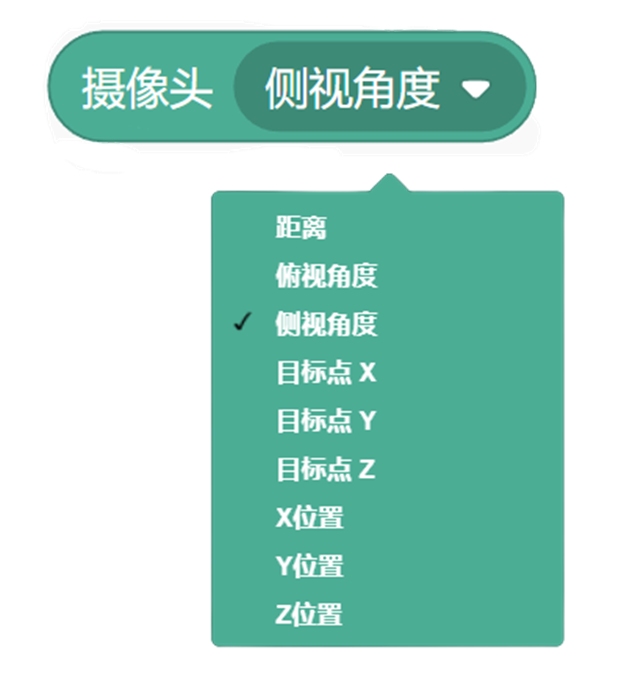 摄像头 侧视角度
距离
俯视角度
✓ 侧视角度
目标点 X
目标点 Y
目标点 Z
X位置
Y位置
Z位置